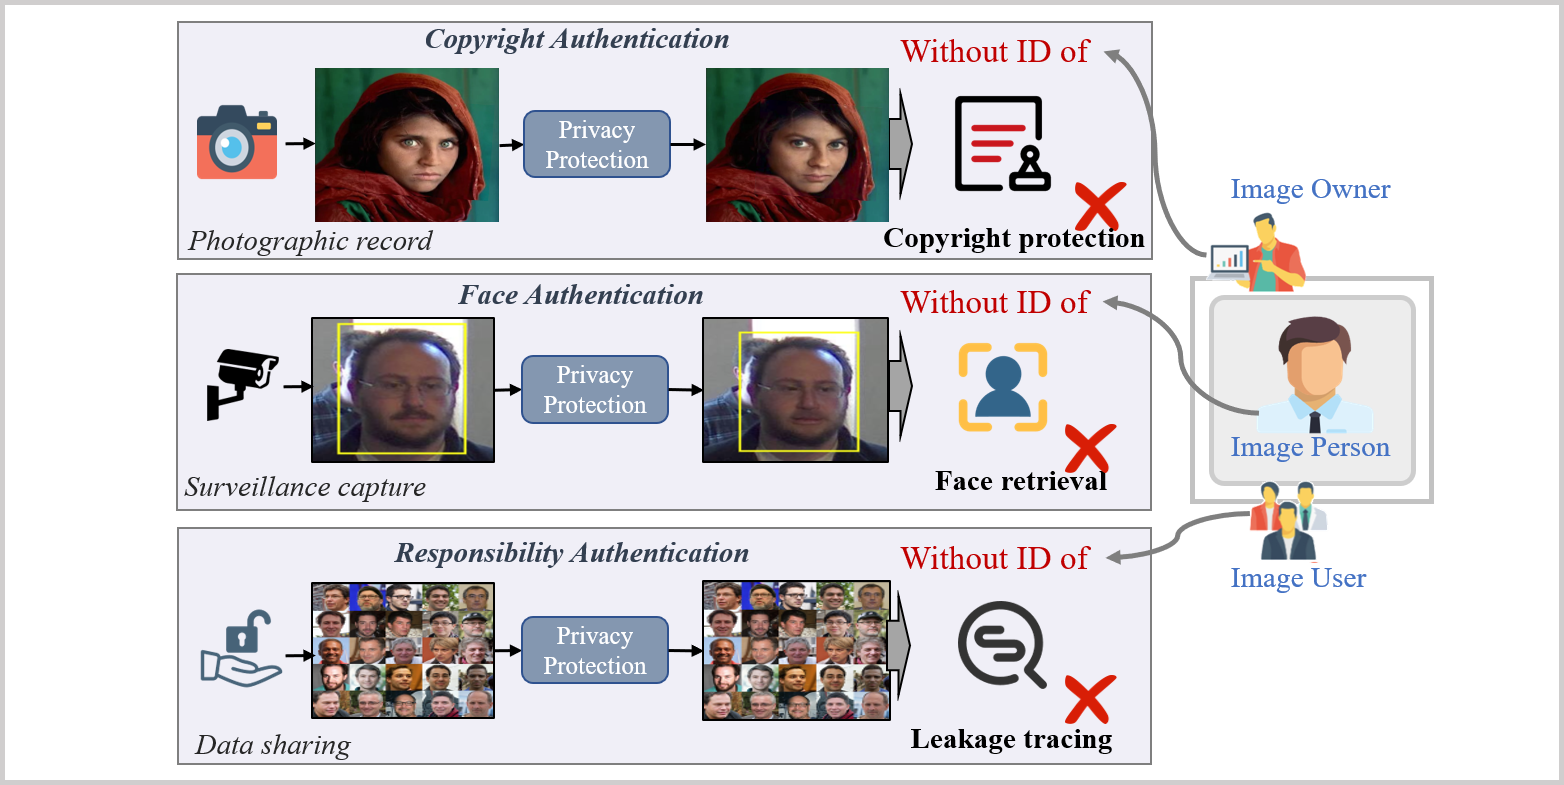 Copyright Authentication
Without ID of
Privacy
Protection
Photographic record
Copyright protection
Image Owner
Face Authentication
Without ID of
Privacy
Protection
Surveillance capture
Face retrieval
Image Person
Responsibility Authentication
Without ID of
Privacy
Protection
Data sharing
Leakage tracing
Image User